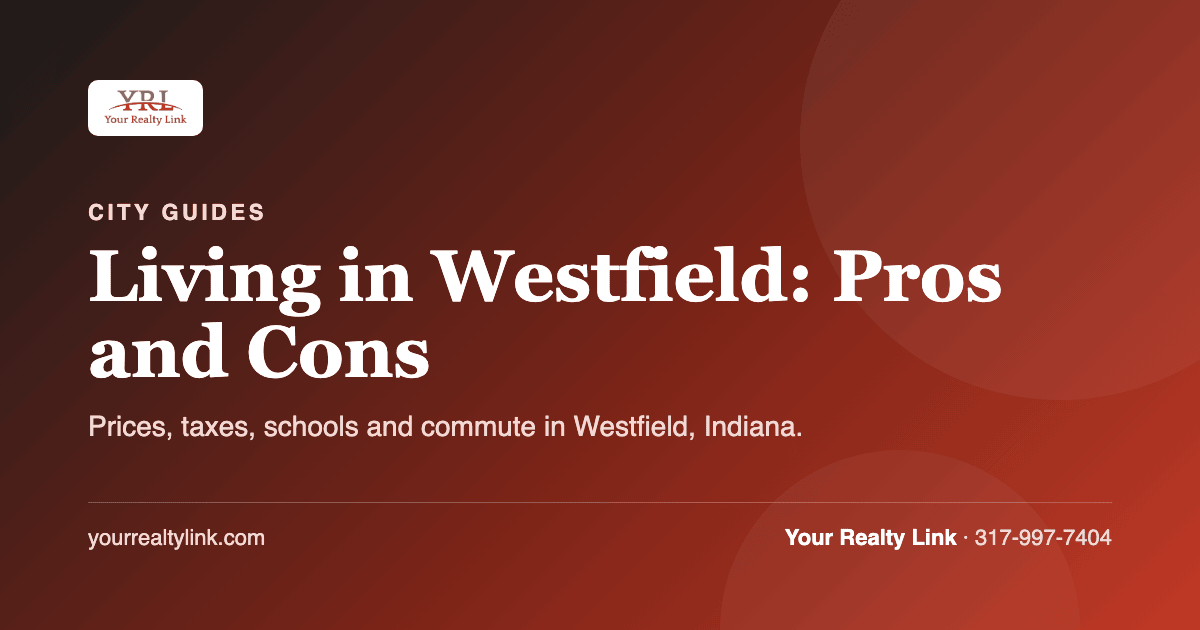 YRL
Your Realty Link
CITY GUIDES
Living in Westfield: Pros
and Cons
Prices, taxes, schools and commute in Westfield, Indiana.
yourrealtylink.com
Your Realty Link · 317-997-7404